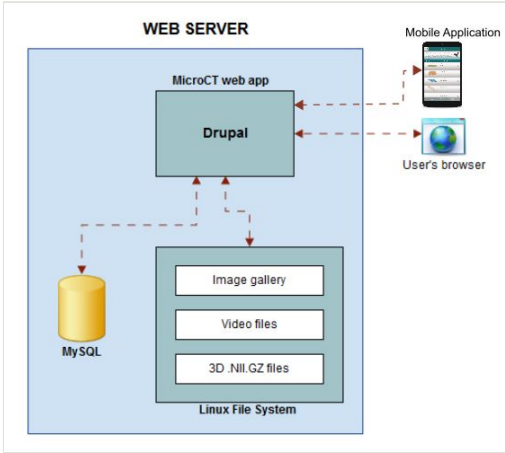 WEB SERVER
Mobile Application
MicroCT web app
Drupal
User's browser
Image gallery
Video files
MySQL
3D .NII.GZ files
Linux File System